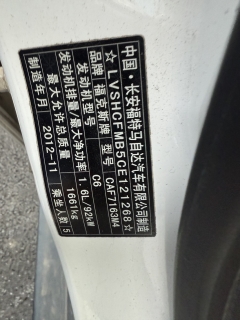 中国·长安福特马自达汽车有限公司制造
☆LVSHCFMB5CE121268☆
品牌 福克斯牌 型号 CAF7163M4
发动机型号 C6
发动机排量/最大净功率 1.6L/92kW
最大允许总质量 1661kg 乘坐人数 5
制造年月 2012-11